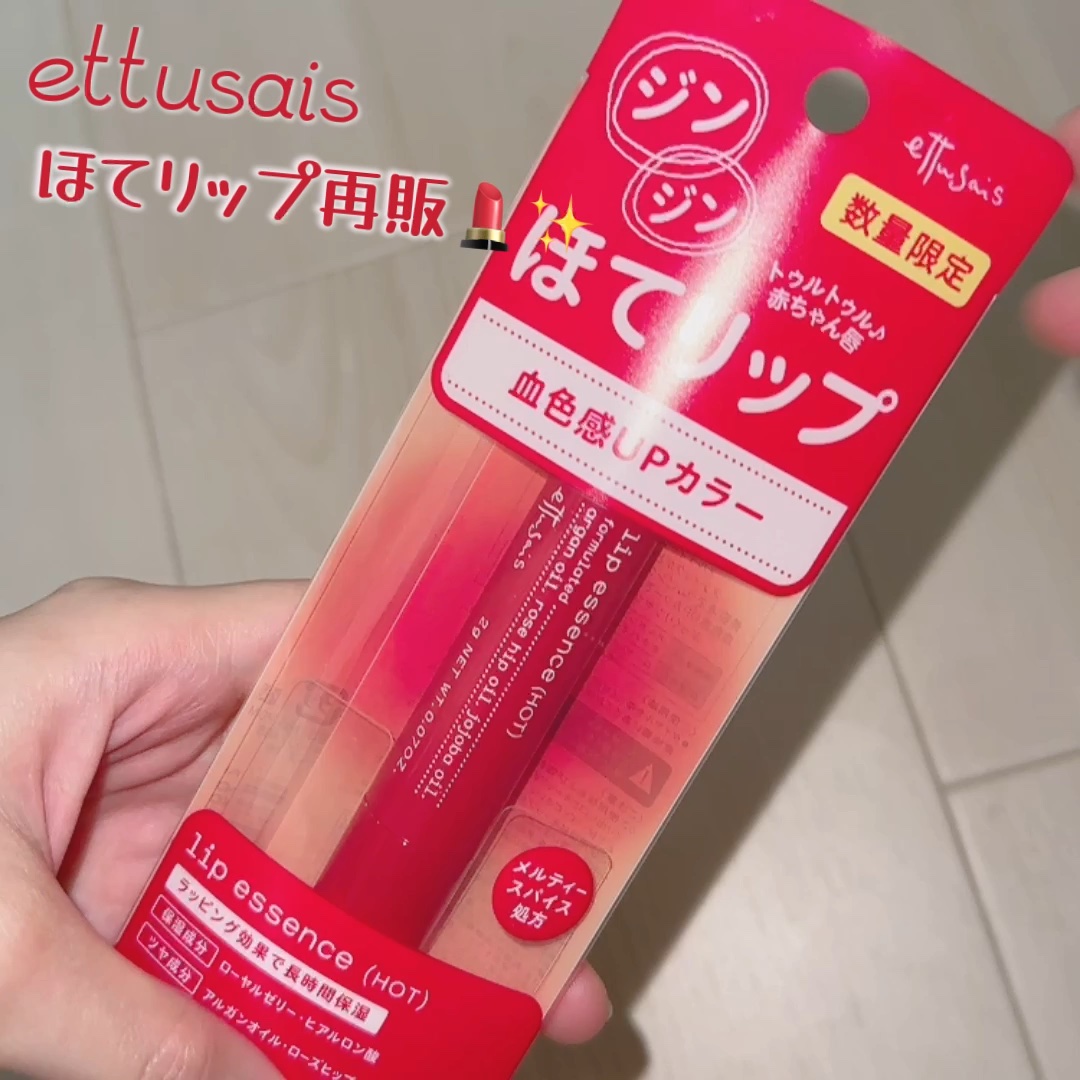 ettusais
ほてリップ再販
ジン
ジン
ettusais
数量限定
トゥルトゥル♪
赤ちゃん唇
ほてリップ
血色感UPカラー
lip essence (HOT)
formulated
argan oil. rose hip oil. jojoba oil.
ettusais
2g NET WT. 0.07OZ.
メルティー
スパイス
処方
lip essence (HOT)
ラッピング効果で長時間保湿
保湿成分 ローヤルゼリー・ヒアルロン酸
ツヤ成分 アルガンオイル・ローズヒップ